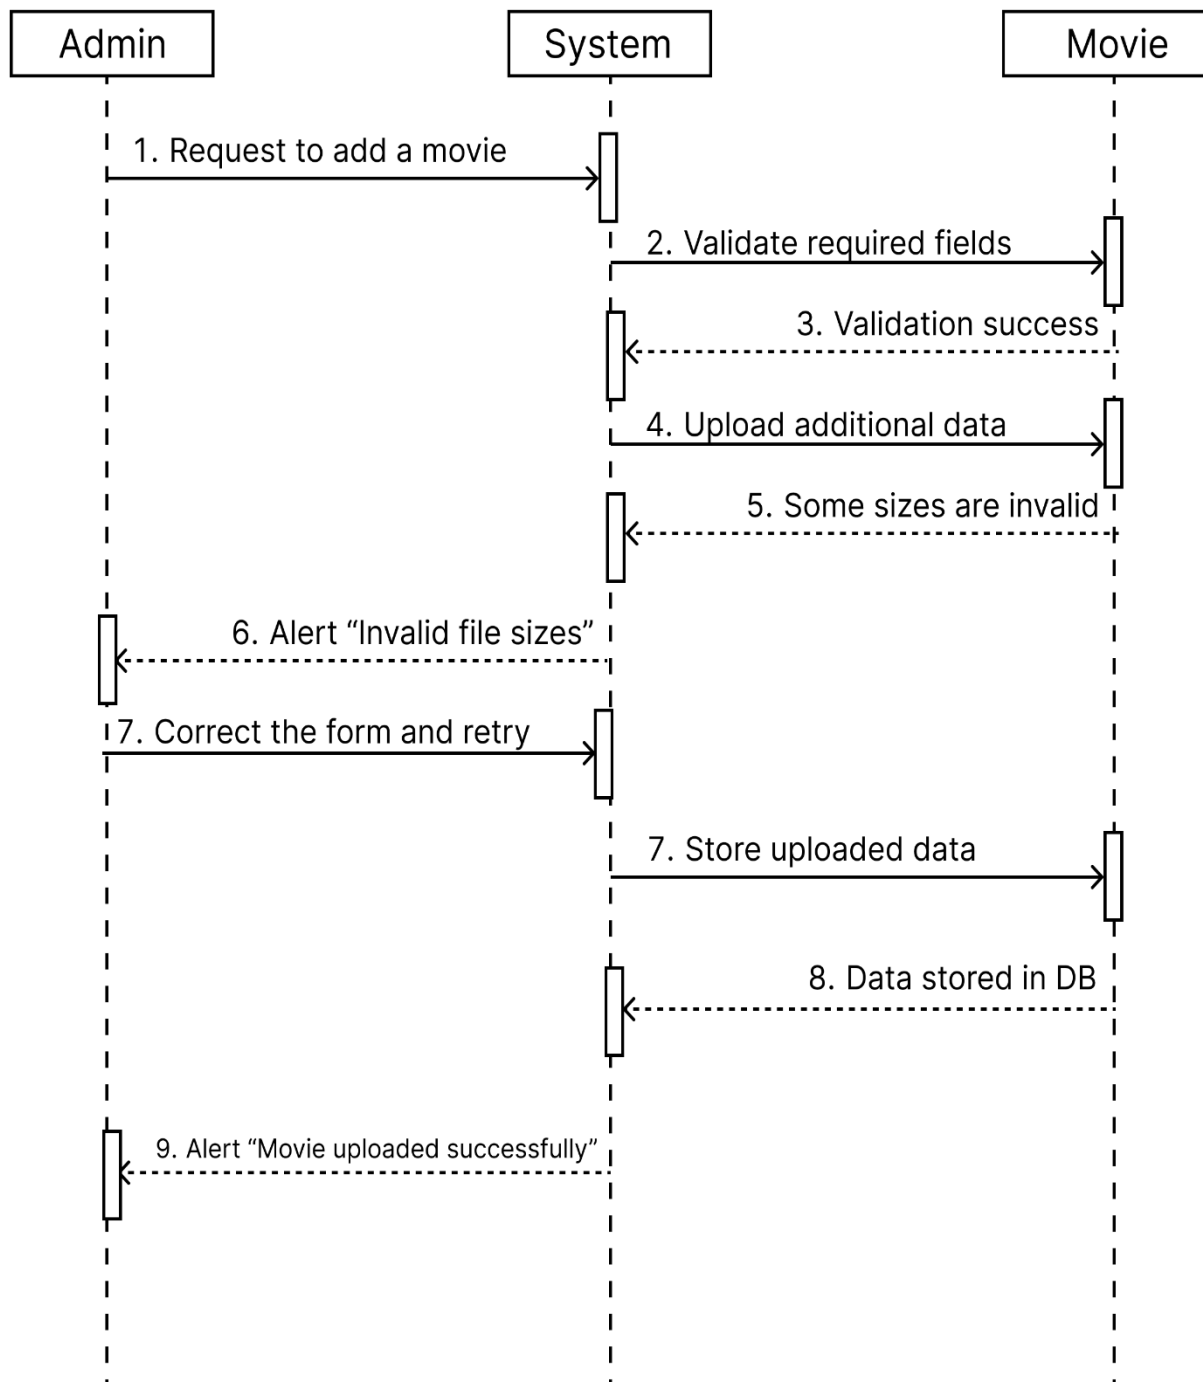 Admin
System
Movie
1. Request to add a movie
2. Validate required fields
3. Validation success
4. Upload additional data
5. Some sizes are invalid
6. Alert “Invalid file sizes”
7. Correct the form and retry
7. Store uploaded data
8. Data stored in DB
9. Alert “Movie uploaded successfully”